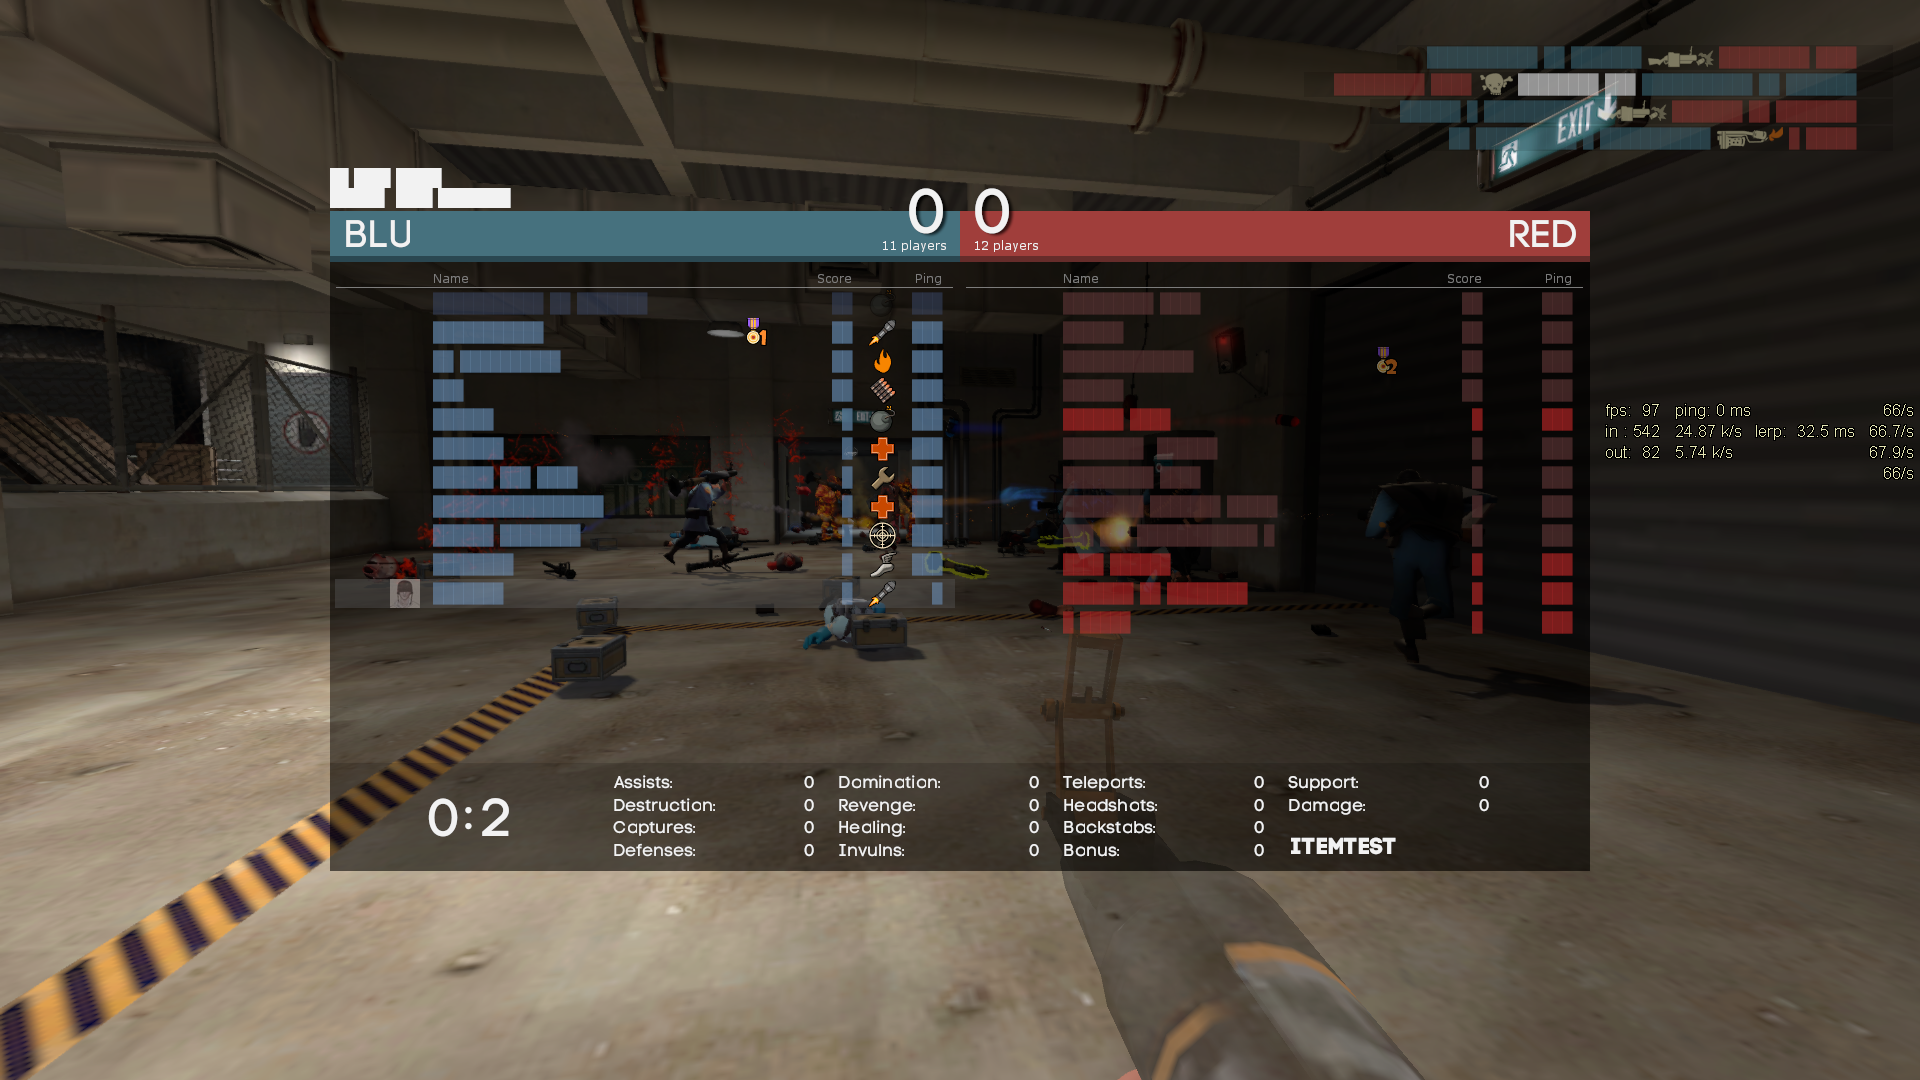 EXIT
0 0
BLU 11 players 12 players RED
Name Score Ping Name Score Ping
1
2
fps: 97 ping: 0 ms 66/s
in : 542 24.87 k/s lerp: 32.5 ms 66.7/s
out: 82 5.74 k/s 67.9/s
66/s
0:2
Assists: 0 Domination: 0 Teleports: 0 Support: 0
Destruction: 0 Revenge: 0 Headshots: 0 Damage: 0
Captures: 0 Healing: 0 Backstabs: 0
Defenses: 0 Invulns: 0 Bonus: 0
ITEMTEST